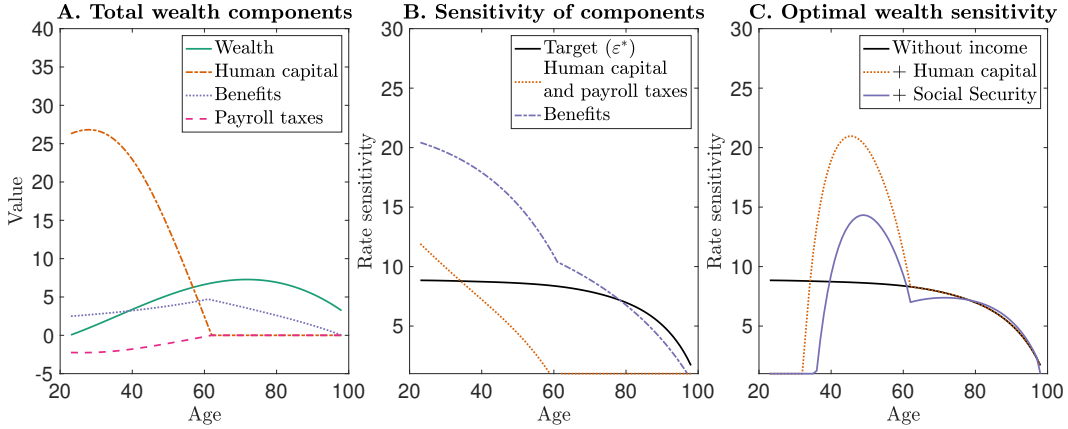 A. Total wealth components
40
35
30
25
20
15
10
5
0
-5
20
40
60
80
100
Value
Age
Wealth
Human capital
Benefits
Payroll taxes
B. Sensitivity of components
30
25
20
15
10
5
20
40
60
80
100
Rate sensitivity
Age
Target (ε*)
Human capital
and payroll taxes
Benefits
C. Optimal wealth sensitivity
30
25
20
15
10
5
20
40
60
80
100
Rate sensitivity
Age
Without income
+ Human capital
+ Social Security